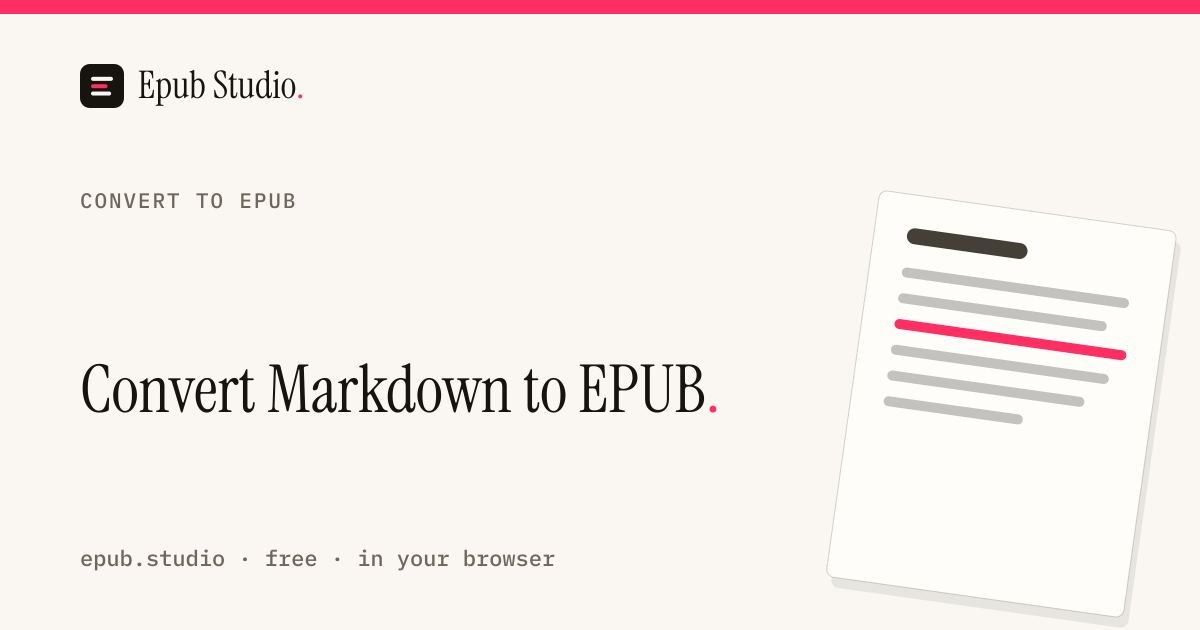 Epub Studio.
CONVERT TO EPUB
Convert Markdown to EPUB.
epub.studio · free · in your browser